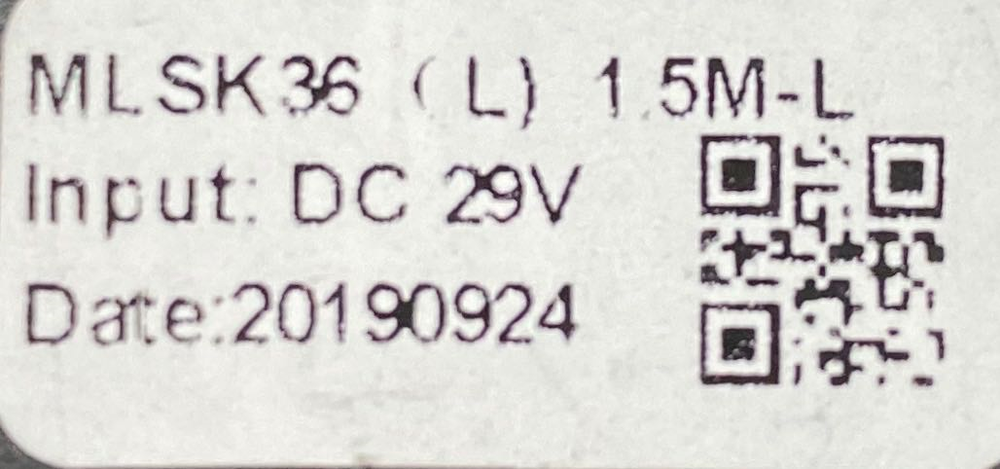 MLSK36 (L) 1.5M-L
Input: DC 29V
Date:20190924